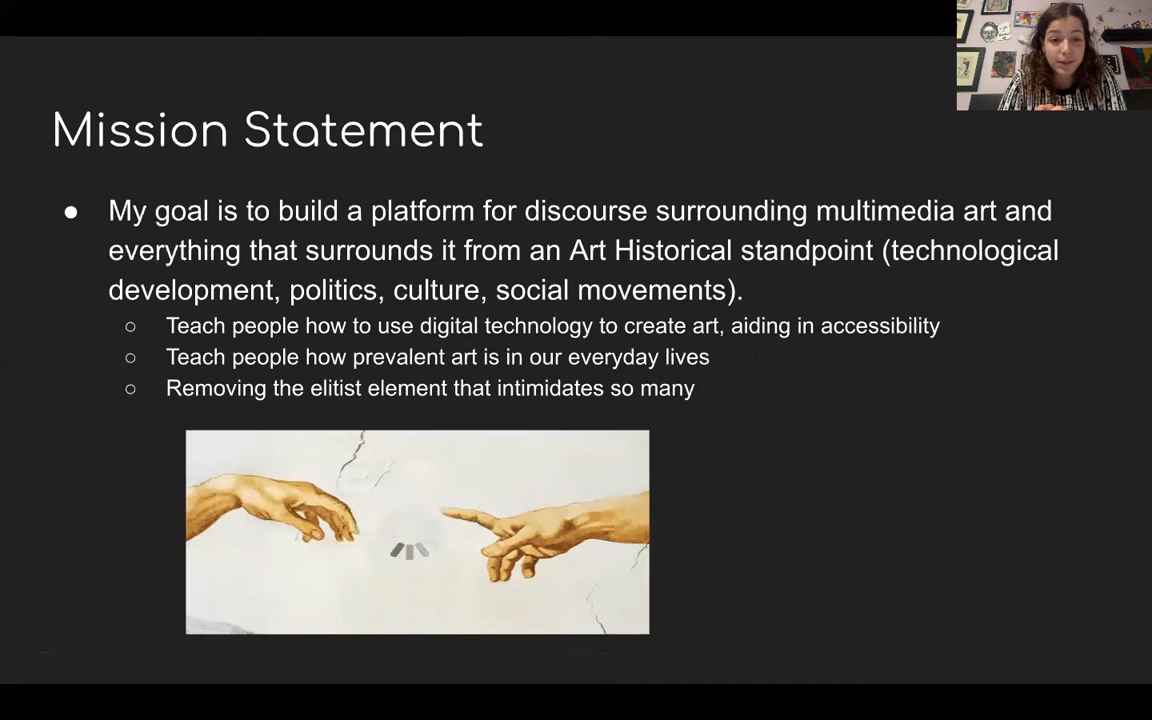 Mission Statement
● My goal is to build a platform for discourse surrounding multimedia art and
everything that surrounds it from an Art Historical standpoint (technological
development, politics, culture, social movements).
○ Teach people how to use digital technology to create art, aiding in accessibility
○ Teach people how prevalent art is in our everyday lives
○ Removing the elitist element that intimidates so many